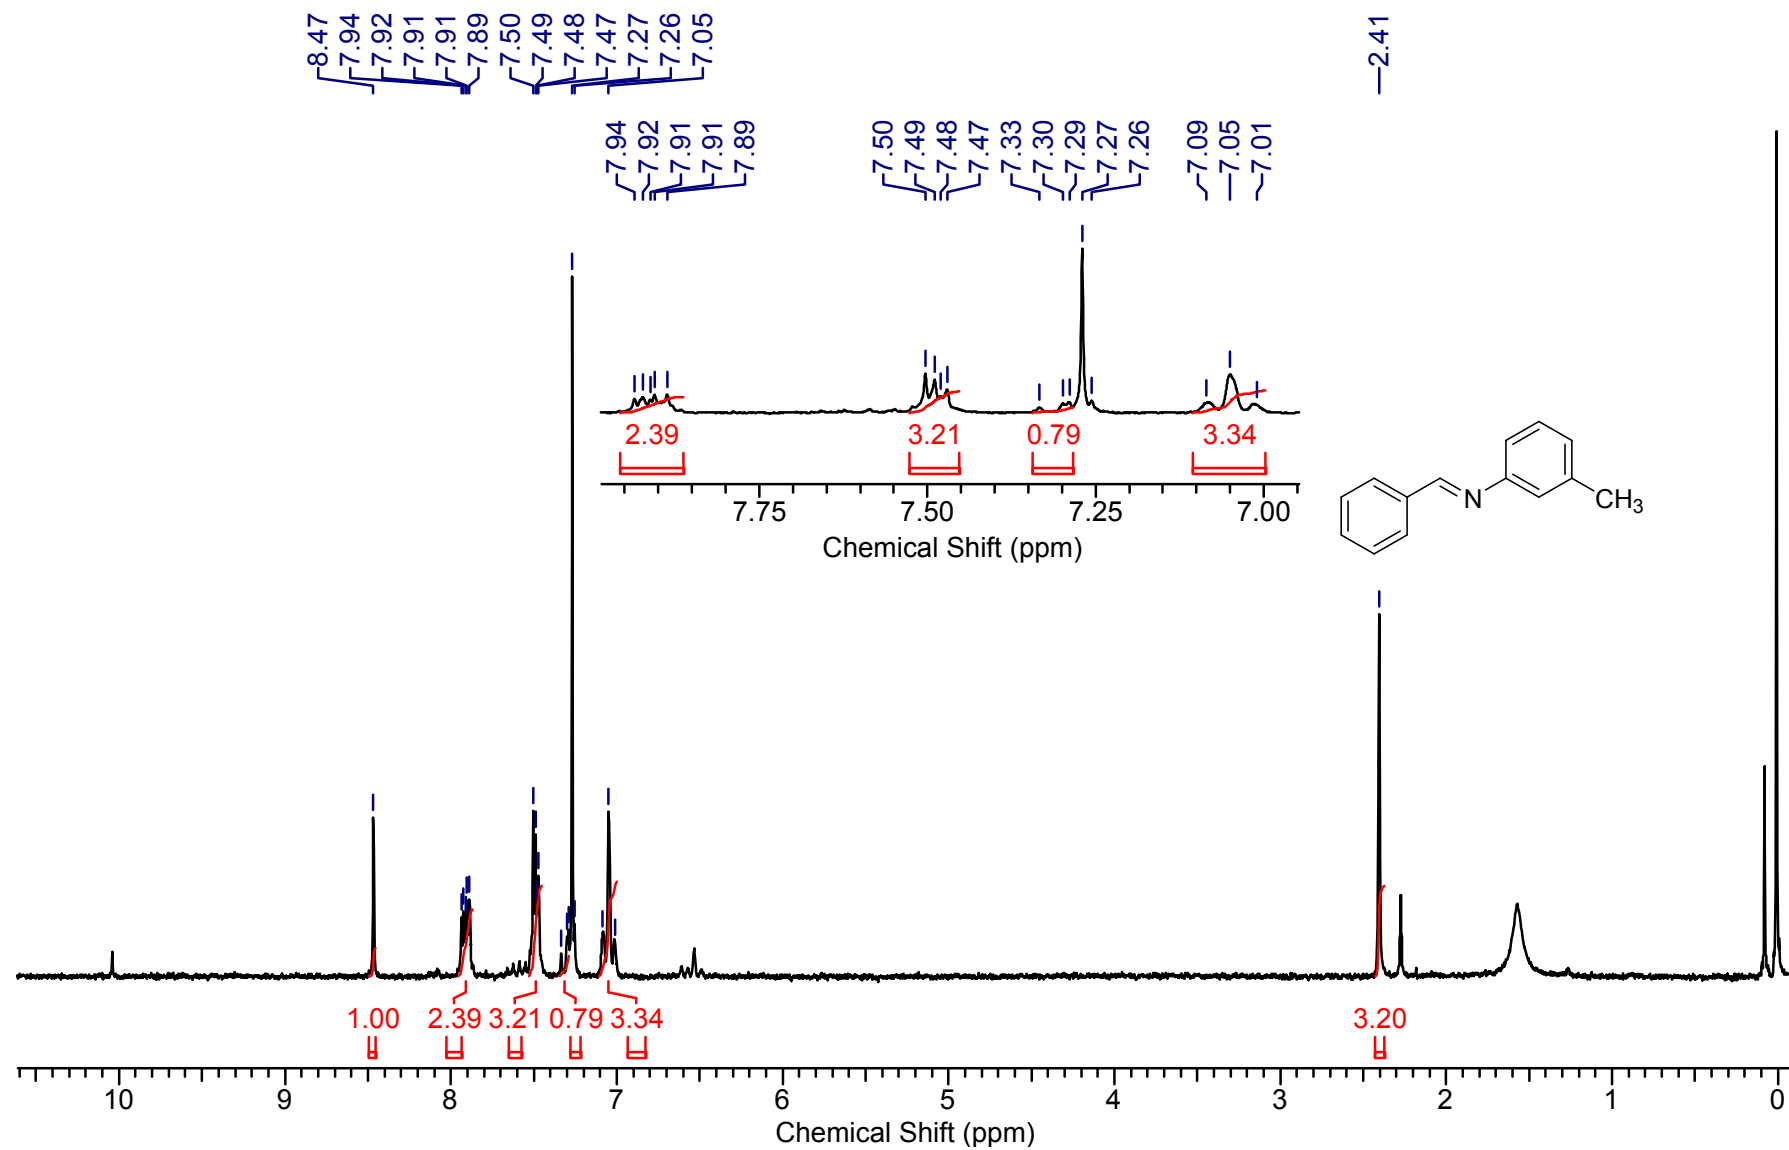 8.47 7.94 7.92 7.91 7.91 7.89 7.50 7.49 7.48 7.47 7.27 7.26 7.05 2.41
7.94 7.92 7.91 7.91 7.89 7.50 7.49 7.48 7.47 7.33 7.30 7.29 7.27 7.26 7.09 7.05 7.01
2.39 3.21 0.79 3.34
7.75 7.50 7.25 7.00
Chemical Shift (ppm)
N CH3
1.00 2.39 3.21 0.79 3.34 3.20
10 9 8 7 6 5 4 3 2 1 0
Chemical Shift (ppm)